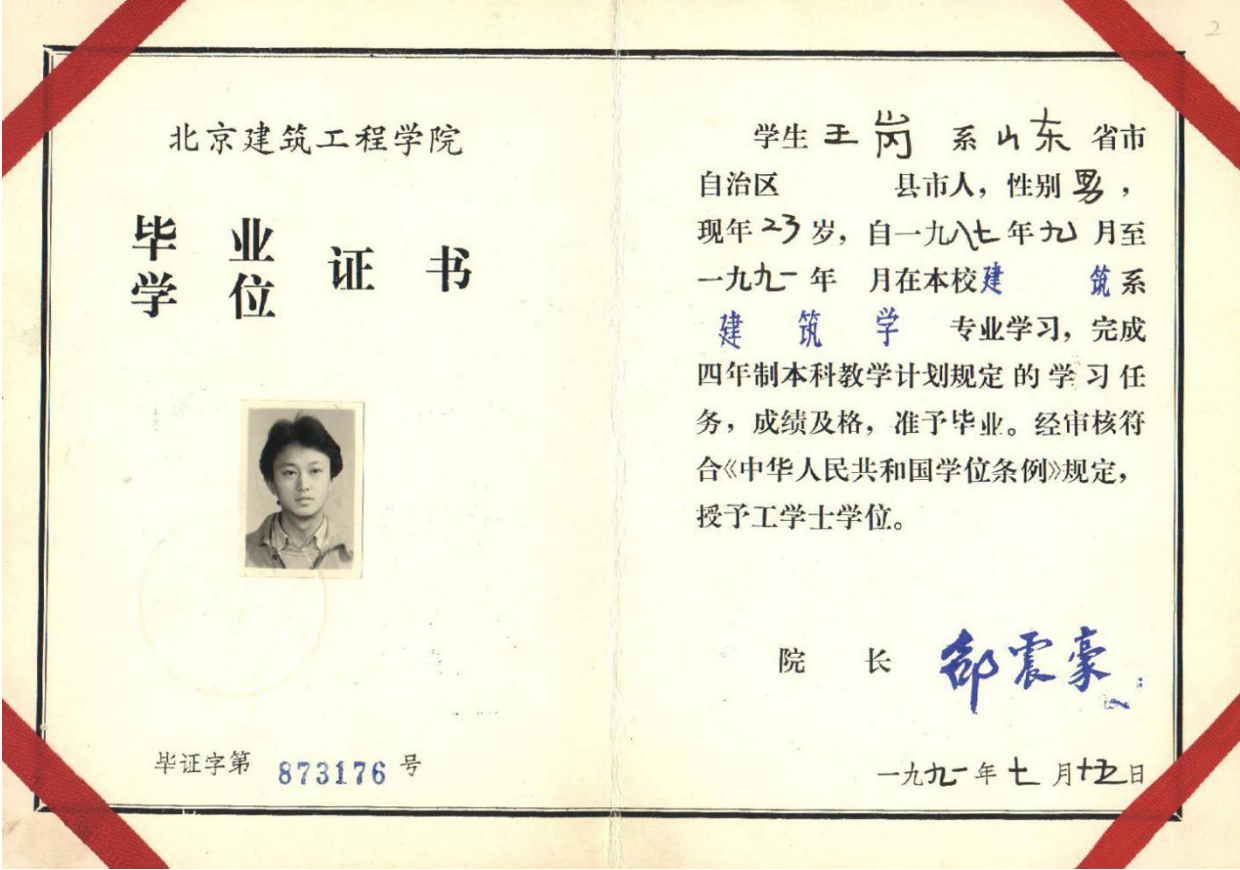 北京建筑工程学院
毕业
学位
证书
毕证字第 873176 号
学生 王岗 系 山东 省市
自治区 县市人，性别 男，
现年 23 岁，自一九八七年九月至
一九九一年 月在本校建筑系
建筑学 专业学习，完成
四年制本科教学计划规定的学习任
务，成绩及格，准予毕业。经审核符
合《中华人民共和国学位条例》规定，
授予工学士学位。
院长 邵震豪
一九九一年七月十五日
2